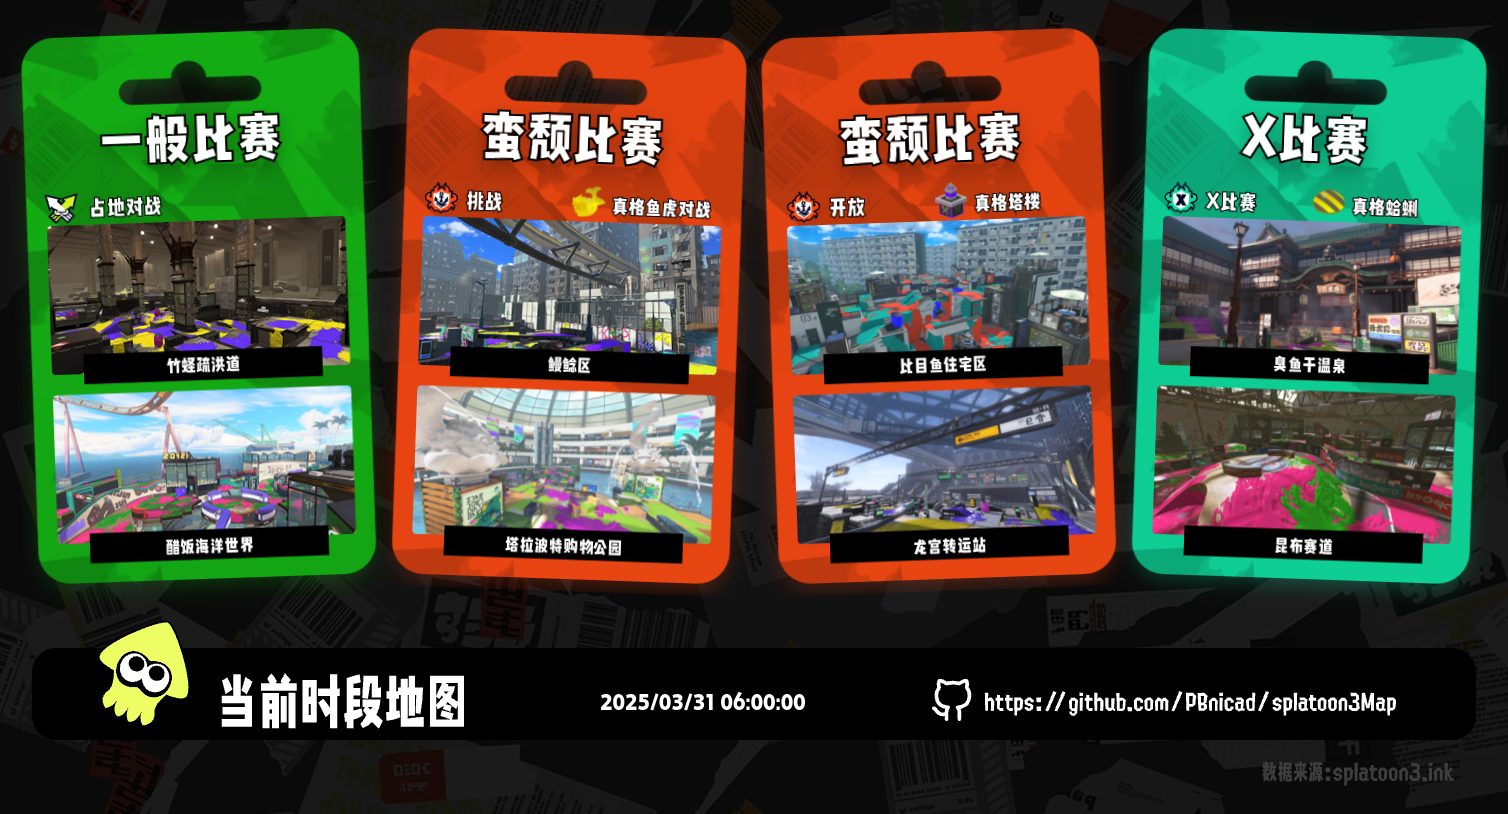 一般比赛
占地对战
竹蛏疏洪道
醋饭海洋世界
蛮颓比赛
挑战
真格鱼虎对战
鳗鲶区
塔拉波特购物公园
蛮颓比赛
开放
真格塔楼
比目鱼住宅区
龙宫转运站
X比赛
X比赛
真格蛤蜊
臭鱼干温泉
昆布赛道
当前时段地图
2025/03/31 06:00:00
https://github.com/PBnicad/splatoon3Map
数据来源:splatoon3.ink